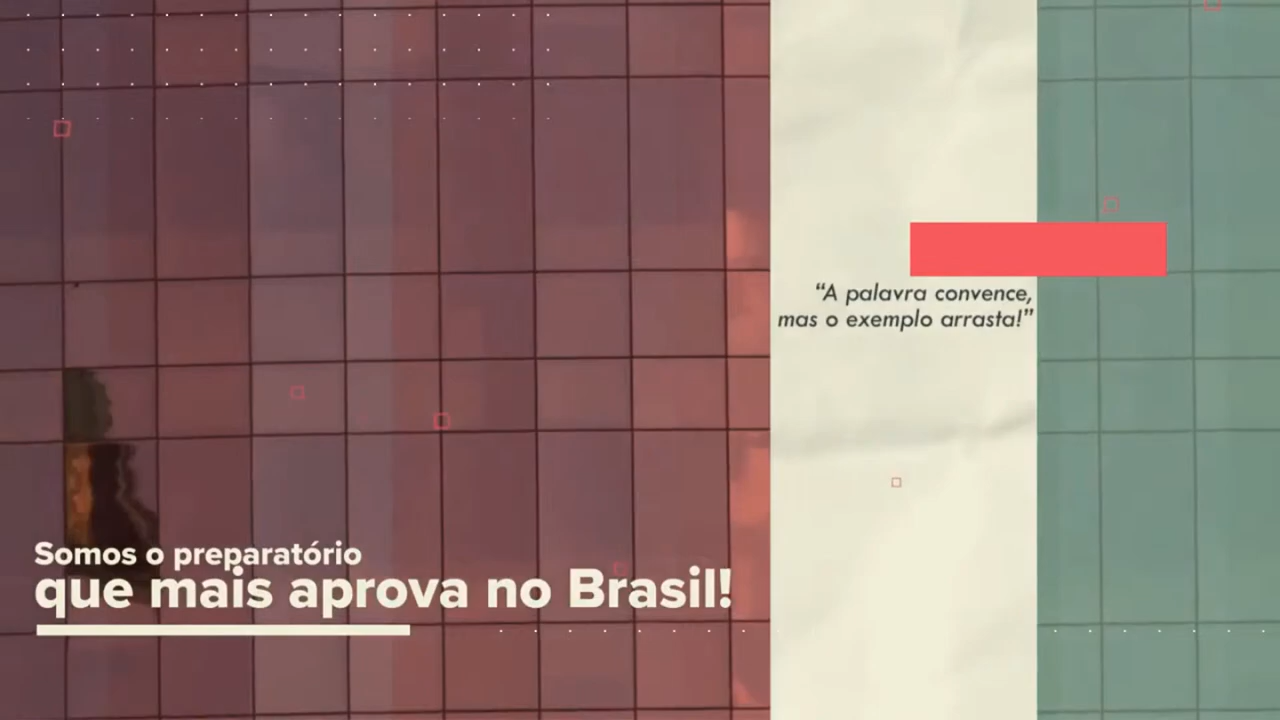 “A palavra convence,
mas o exemplo arrasta!”
Somos o preparatório
que mais aprova no Brasil!